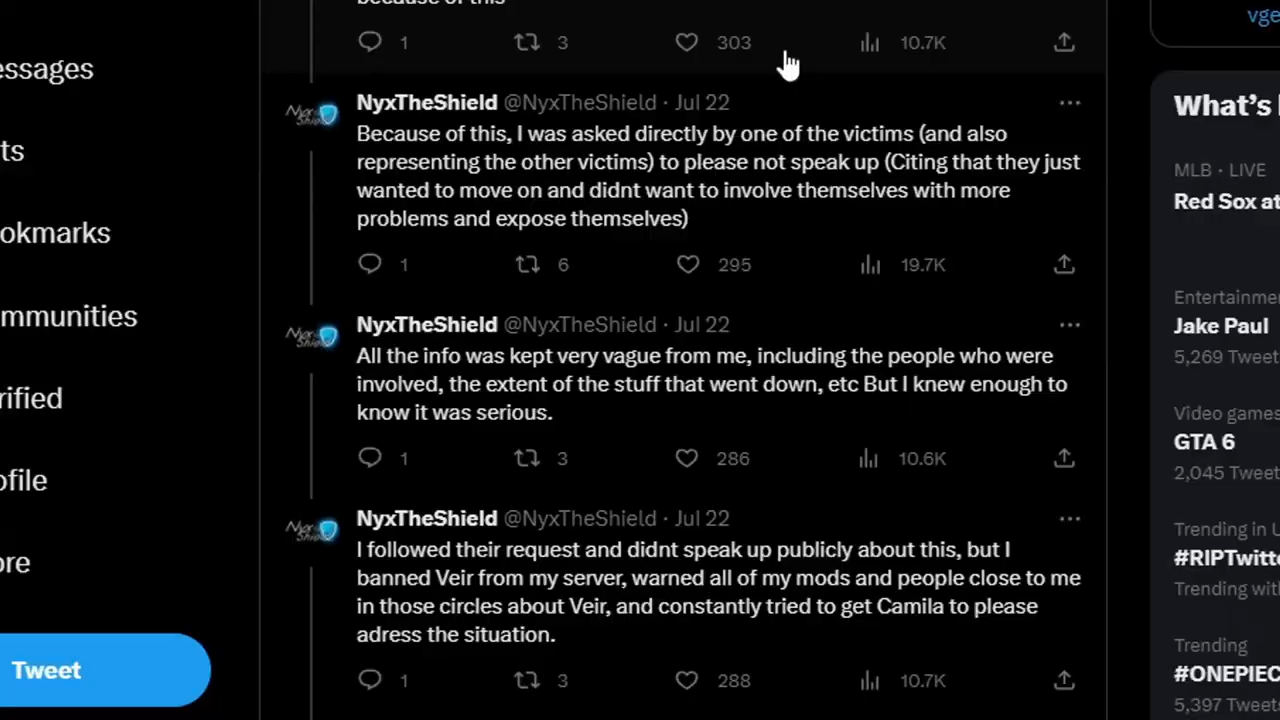 because of this
1 3 303 10.7K
essages
NyxTheShield @NyxTheShield · Jul 22
Because of this, I was asked directly by one of the victims (and also
representing the other victims) to please not speak up (Citing that they just
wanted to move on and didnt want to involve themselves with more
problems and expose themselves)
1 6 295 19.7K
NyxTheShield @NyxTheShield · Jul 22
All the info was kept very vague from me, including the people who were
involved, the extent of the stuff that went down, etc But I knew enough to
know it was serious.
1 3 286 10.6K
NyxTheShield @NyxTheShield · Jul 22
I followed their request and didnt speak up publicly about this, but I
banned Veir from my server, warned all of my mods and people close to me
in those circles about Veir, and constantly tried to get Camila to please
adress the situation.
1 3 288 10.7K
ts
okmarks
mmunities
rified
ofile
ore
Tweet
vge
What's
MLB · LIVE
Red Sox at
Entertainme
Jake Paul
5,269 Tweet
Video games
GTA 6
2,045 Tweet
Trending in U
#RIPTwitte
Trending wit
Trending
#ONEPIEC
5,397 Tweet